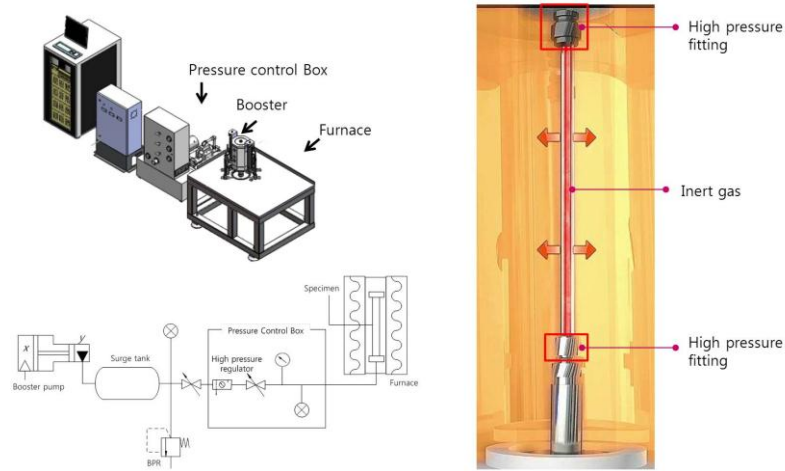 Pressure control Box
Booster
Furnace
Specimen
Pressure Control Box
High pressure
regulator
x
y
Booster pump
Surge tank
Furnace
BPR
High pressure
fitting
Inert gas
High pressure
fitting